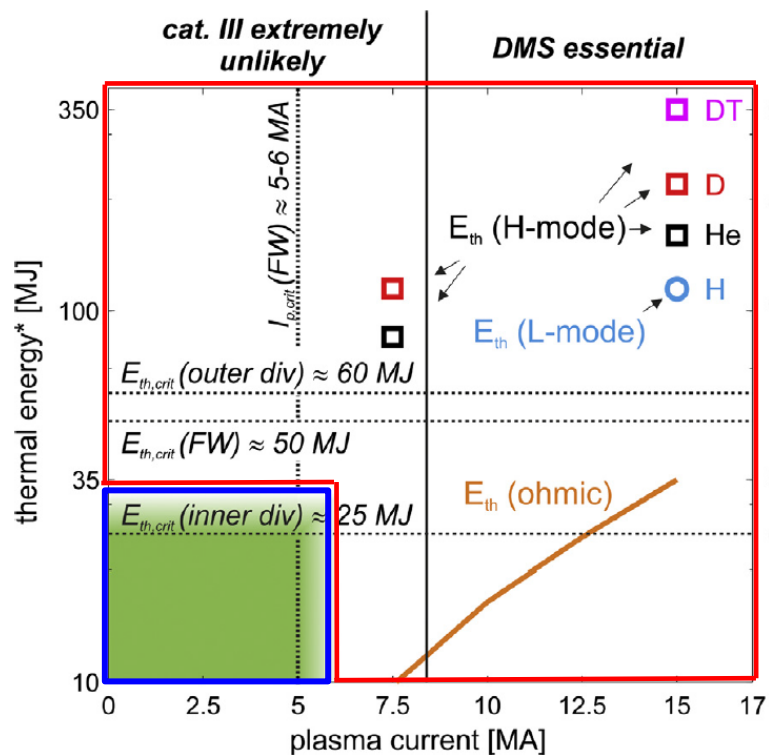 cat. III extremely
unlikely
DMS essential
350
100
35
10
thermal energy* [MJ]
I_p,crit (FW) ≈ 5-6 MA
DT
D
E_th (H-mode)
He
H
E_th (L-mode)
E_th,crit (outer div) ≈ 60 MJ
E_th,crit (FW) ≈ 50 MJ
E_th (ohmic)
E_th,crit (inner div) ≈ 25 MJ
0
2.5
5
7.5
10
12.5
15
17
plasma current [MA]